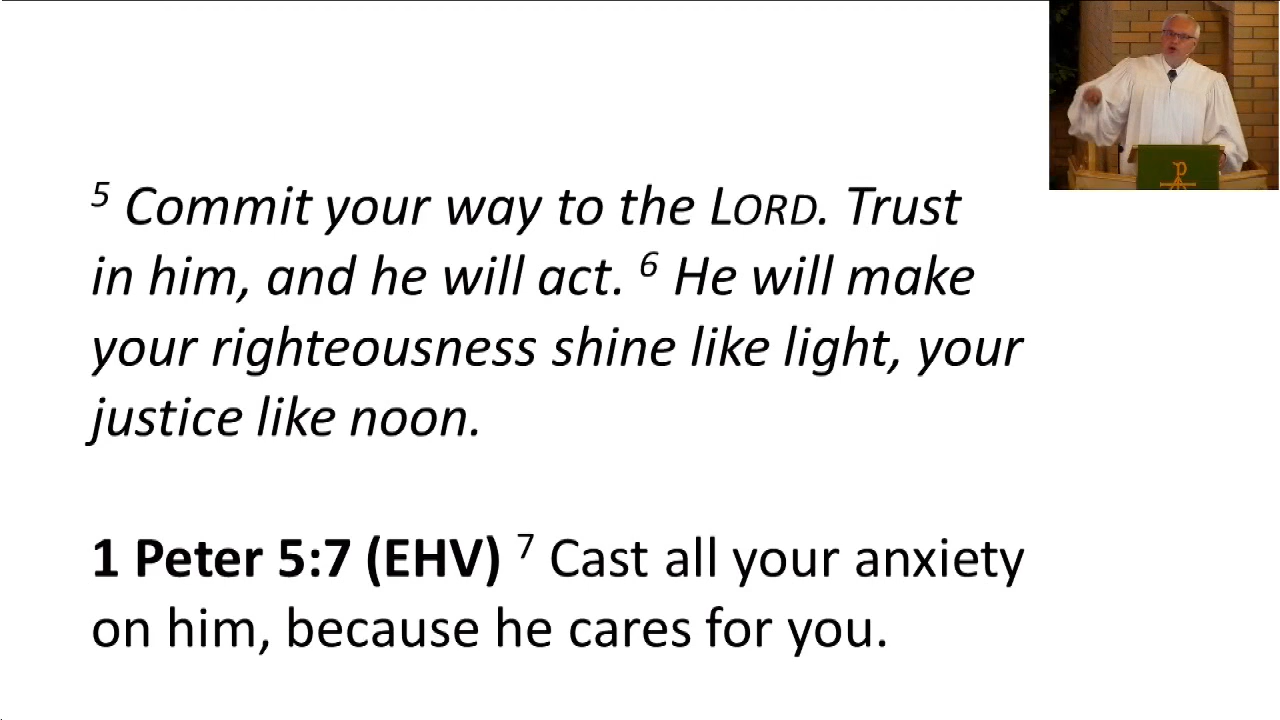 ⁵ Commit your way to the LORD. Trust
in him, and he will act. ⁶ He will make
your righteousness shine like light, your
justice like noon.
1 Peter 5:7 (EHV) ⁷ Cast all your anxiety
on him, because he cares for you.